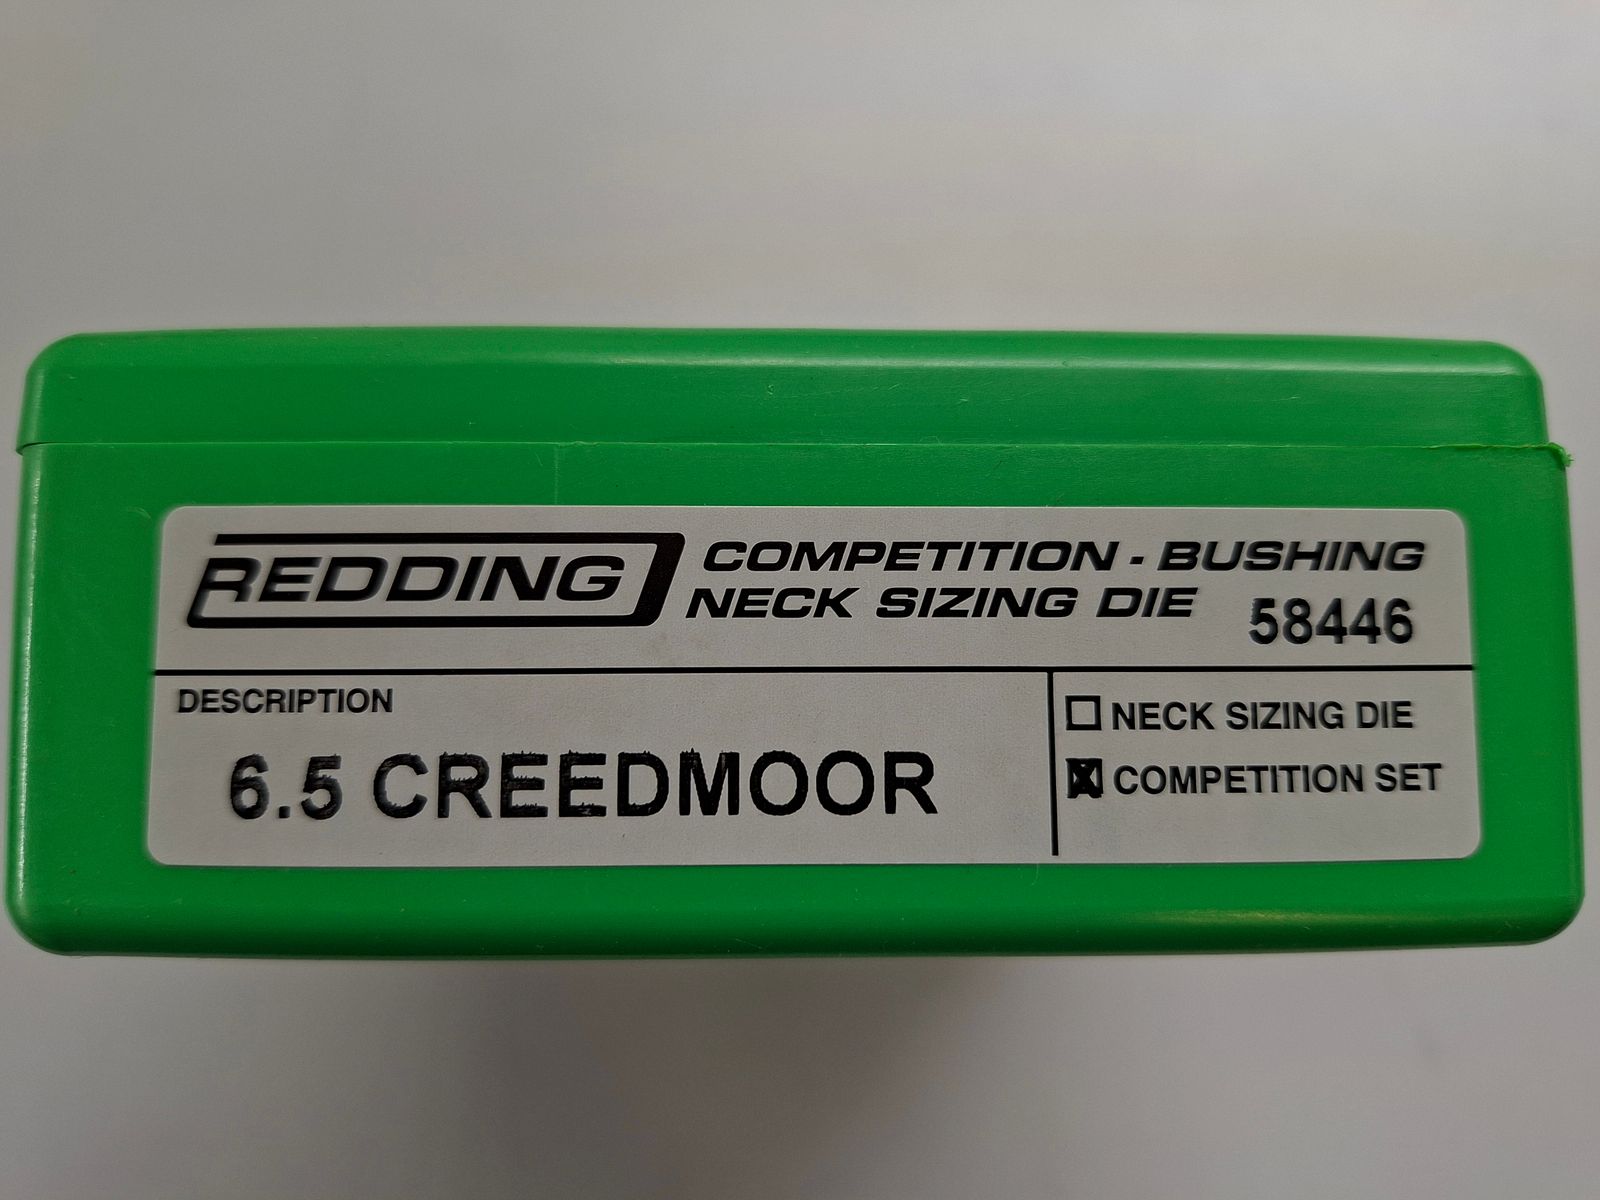 REDDING
COMPETITION - BUSHING
NECK SIZING DIE
58446
DESCRIPTION
6.5 CREEDMOOR
☐ NECK SIZING DIE
☒ COMPETITION SET